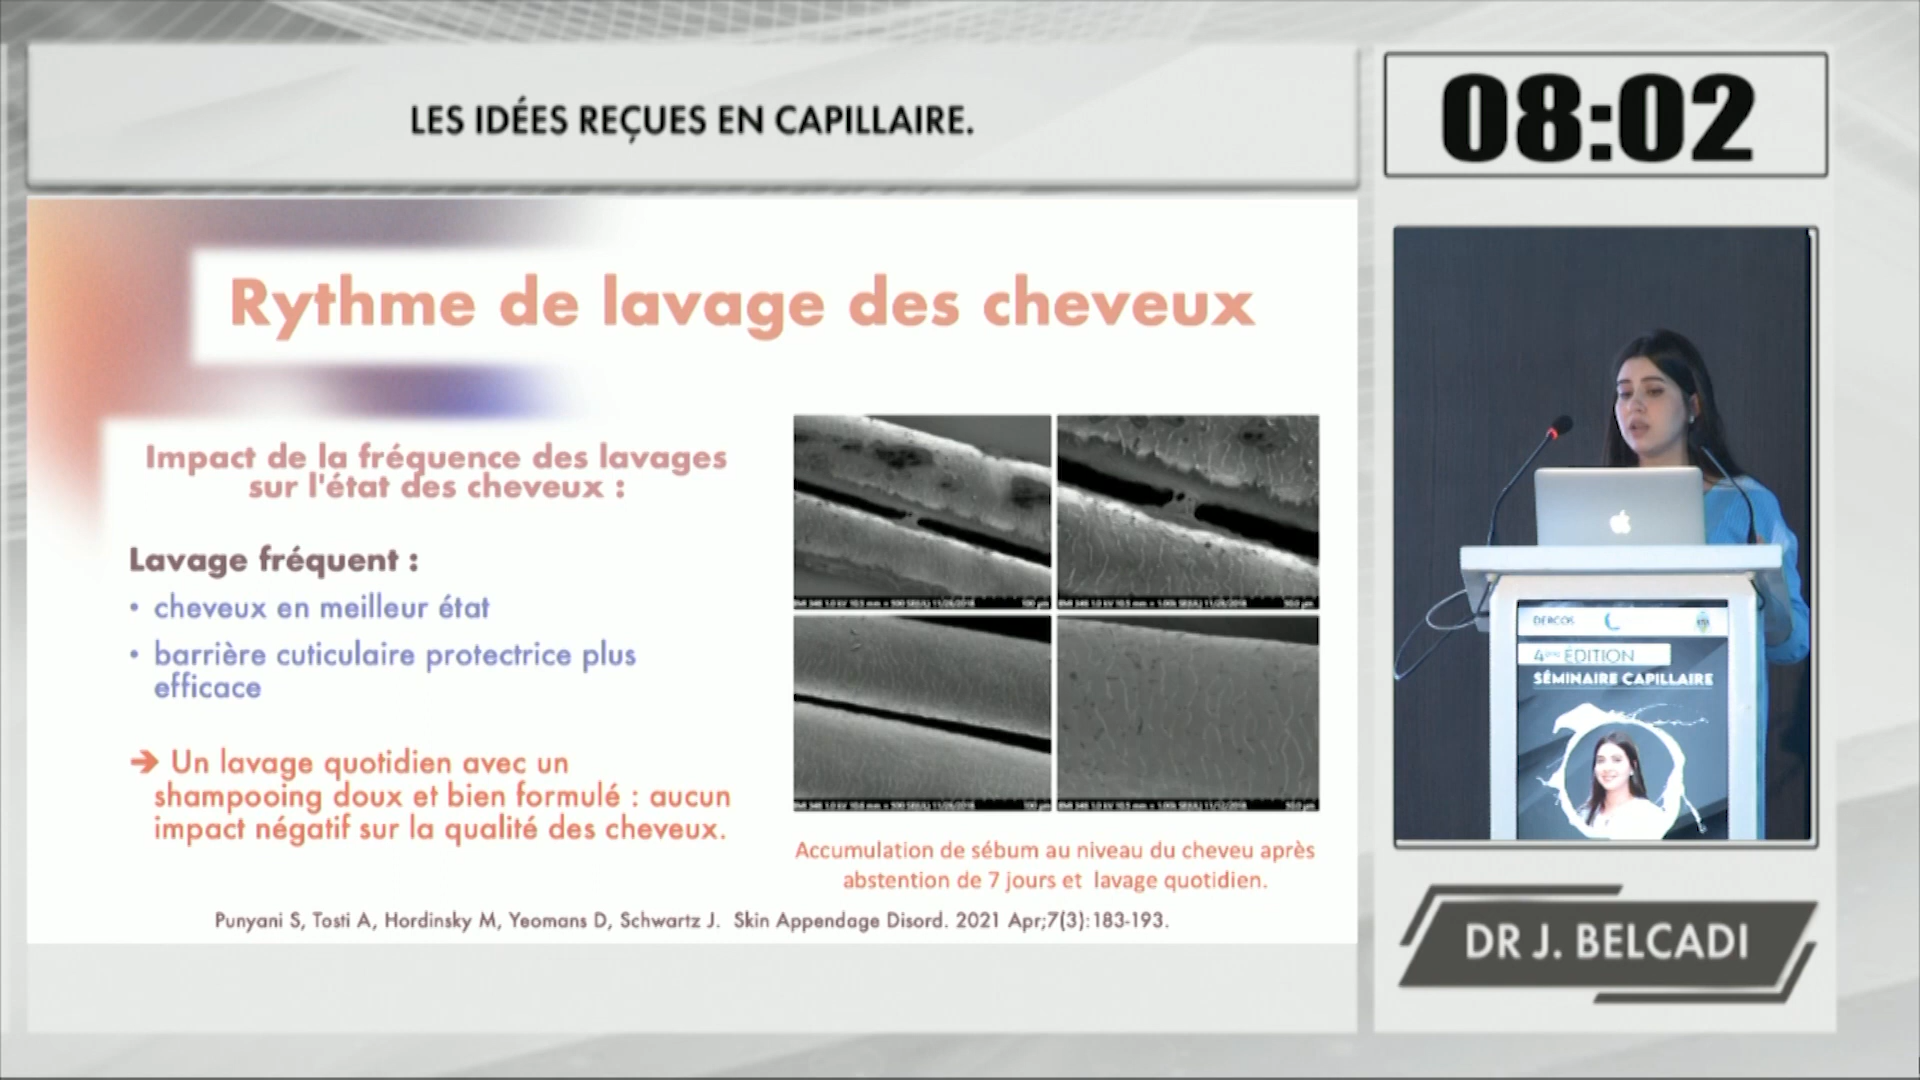 LES IDÉES REÇUES EN CAPILLAIRE.
08:02
Rythme de lavage des cheveux
Impact de la fréquence des lavages
sur l'état des cheveux :
Lavage fréquent :
• cheveux en meilleur état
• barrière cuticulaire protectrice plus
efficace
➔ Un lavage quotidien avec un
shampooing doux et bien formulé : aucun
impact négatif sur la qualité des cheveux.
Accumulation de sébum au niveau du cheveu après
abstention de 7 jours et lavage quotidien.
Punyani S, Tosti A, Hordinsky M, Yeomans D, Schwartz J. Skin Appendage Disord. 2021 Apr;7(3):183-193.
DERCOS
4ème ÉDITION
SÉMINAIRE CAPILLAIRE
DR J. BELCADI